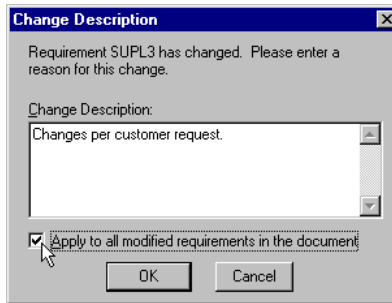 Change Description
Requirement SUPL3 has changed. Please enter a
reason for this change.
Change Description:
Changes per customer request.
Apply to all modified requirements in the document
OK Cancel